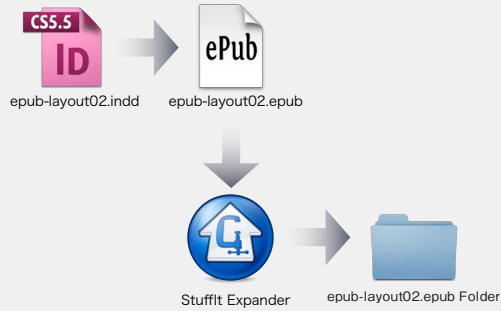 CS5.5
ID
ePub
epub-layout02.indd
epub-layout02.epub
StuffIt Expander
epub-layout02.epub Folder